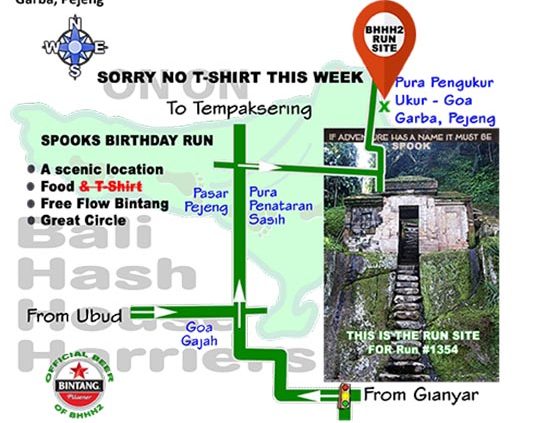 Garba, Pejeng
N
W E
S
BHHH2
RUN
SITE
SORRY NO T-SHIRT THIS WEEK
ON ON
Pura Pengukur
Ukur - Goa
Garba, Pejeng
X
To Tempaksering
IF ADVENTURE HAS A NAME IT MUST BE
SPOOK
SPOOKS BIRTHDAY RUN
A scenic location
Food & T-Shirt
Free Flow Bintang
Great Circle
Pasar
Pejeng
Pura
Penataran
Sasih
Bali
Hash
House
Harriers
From Ubud
Goa
Gajah
THIS IS THE RUN SITE
FOR Run #1354
OFFICIAL BEER
BINTANG
Pilsener
OF BHHH2
From Gianyar